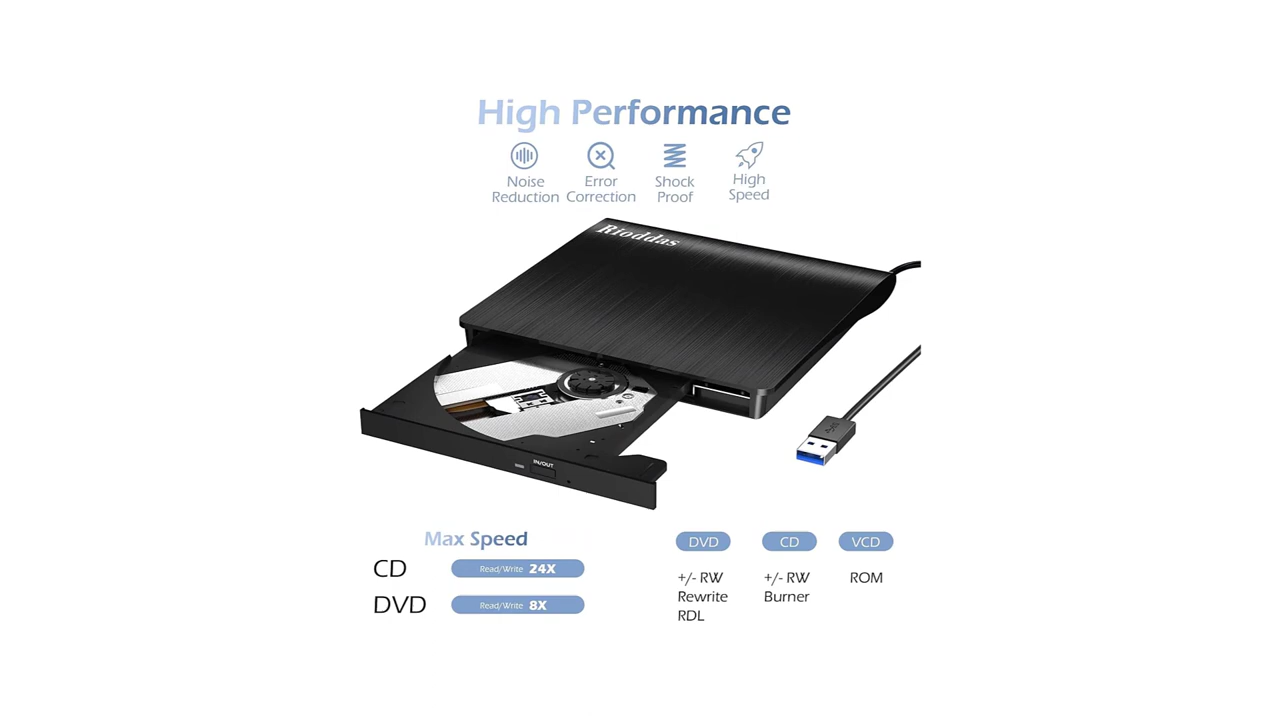 High Performance
Noise Reduction
Error Correction
Shock Proof
High Speed
Rioddas
IN/OUT
Max Speed
CD
Read/Write 24X
DVD
Read/Write 8X
DVD
+/- RW
Rewrite
RDL
CD
+/- RW
Burner
VCD
ROM